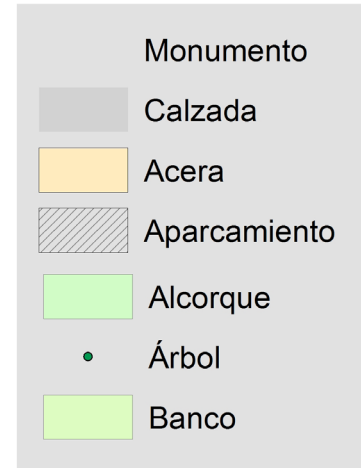 Monumento
Calzada
Acera
Aparcamiento
Alcorque
Árbol
Banco